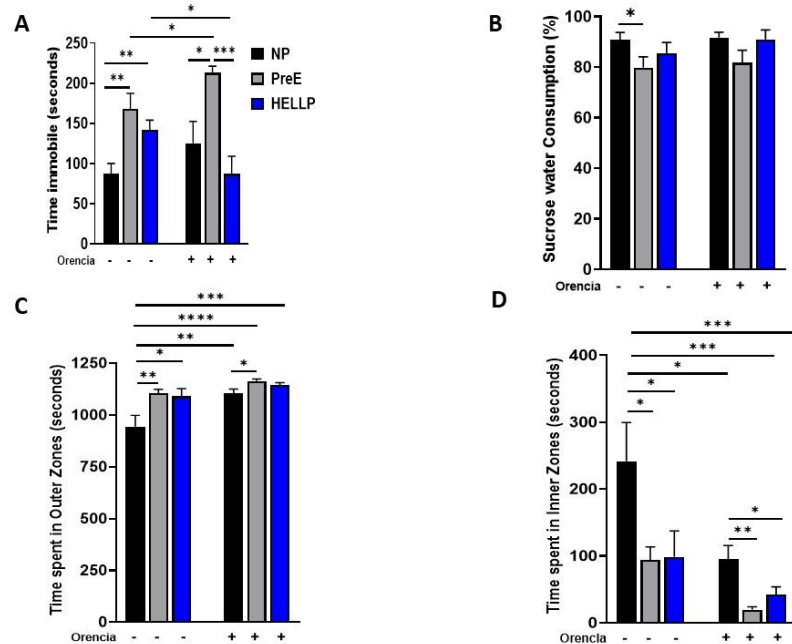 A
*
*
**
**
*
***
NP
PreE
HELLP
Time immobile (seconds)
250
200
150
100
50
0
Orencia - - - + + +
B
*
Sucrose water Consumption (%)
100
80
60
40
20
0
Orencia - - - + + +
C
***
****
**
*
**
*
Time spent in Outer Zones (seconds)
1250
1000
750
500
250
0
Orencia - - - + + +
D
***
***
*
*
*
*
**
Time spent in Inner Zones (seconds)
400
300
200
100
0
Orencia - - - + + +